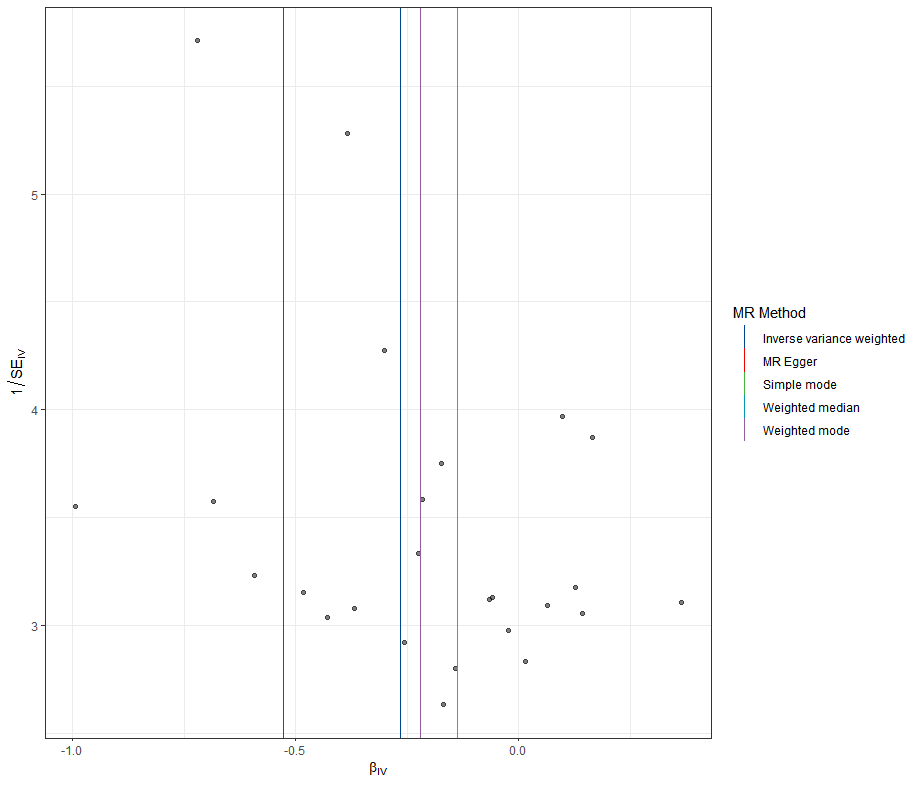 5
4
3
1 / SE_IV
-1.0
-0.5
0.0
β_IV
MR Method
Inverse variance weighted
MR Egger
Simple mode
Weighted median
Weighted mode